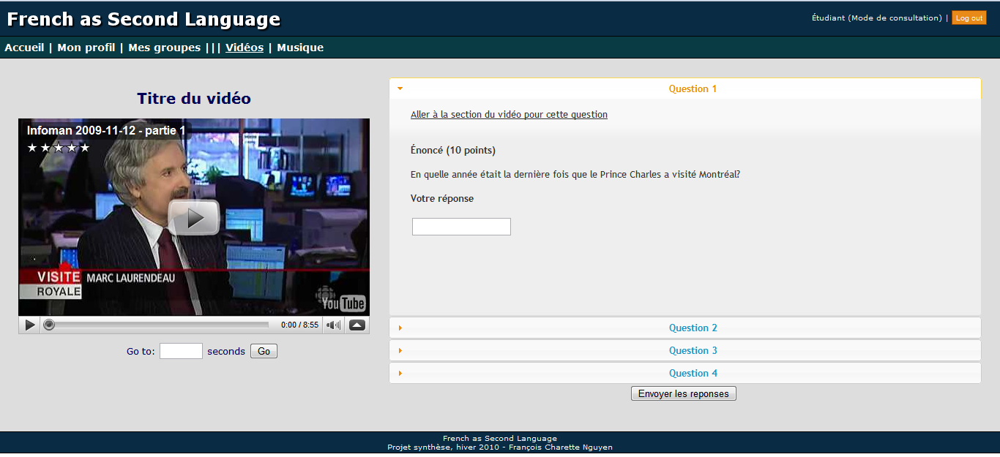 French as Second Language
Étudiant (Mode de consultation) | Log out
Accueil | Mon profil | Mes groupes ||| Vidéos | Musique
Titre du vidéo
Infoman 2009-11-12 - partie 1
VISITE
ROYALE
MARC LAURENDEAU
YouTube
0:00 / 8:55
Go to: seconds Go
Question 1
Aller à la section du vidéo pour cette question
Énoncé (10 points)
En quelle année était la dernière fois que le Prince Charles a visité Montréal?
Votre réponse
Question 2
Question 3
Question 4
Envoyer les reponses
French as Second Language
Projet synthèse, hiver 2010 - François Charette Nguyen